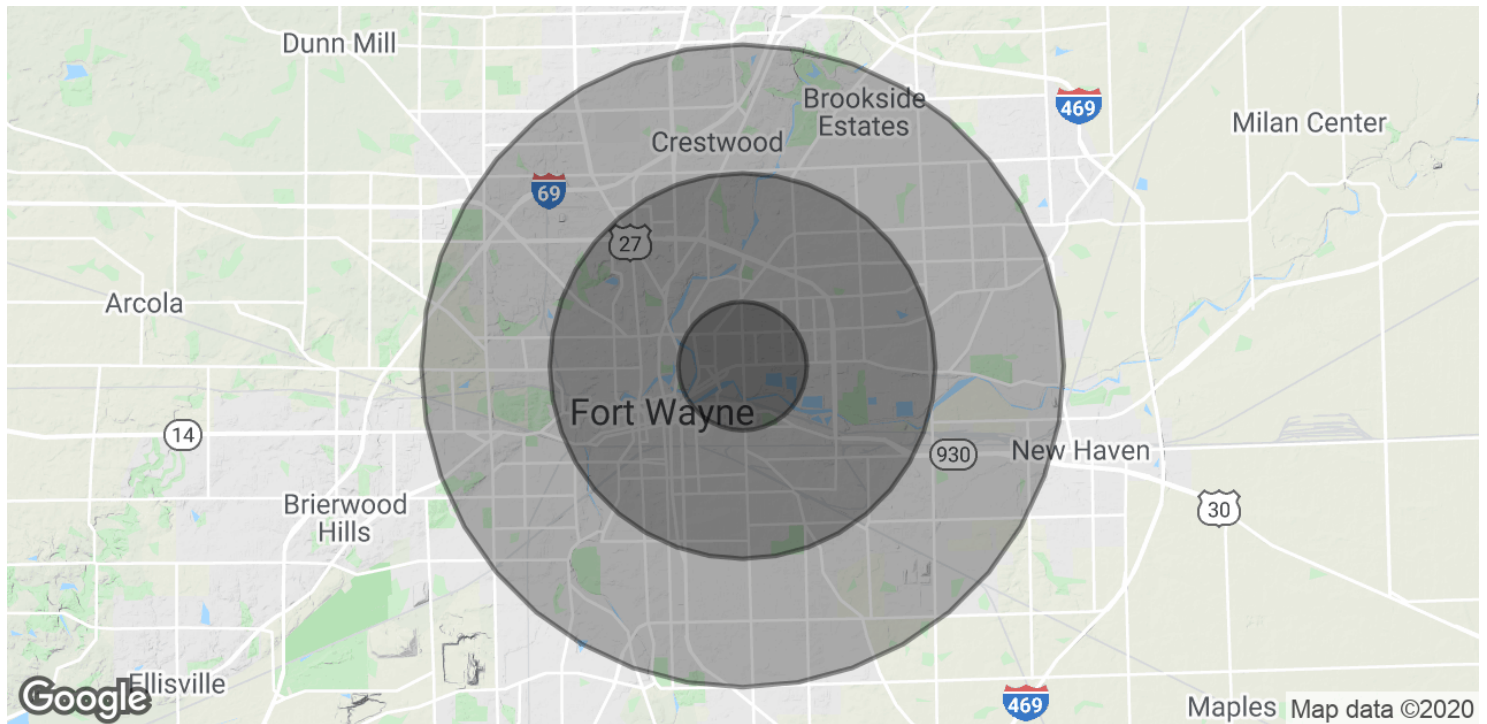 Dunn Mill
Brookside
Estates
469
Milan Center
Crestwood
69
27
Arcola
Fort Wayne
14
930
New Haven
Brierwood
Hills
30
Ellisville
Google
469
Maples
Map data ©2020